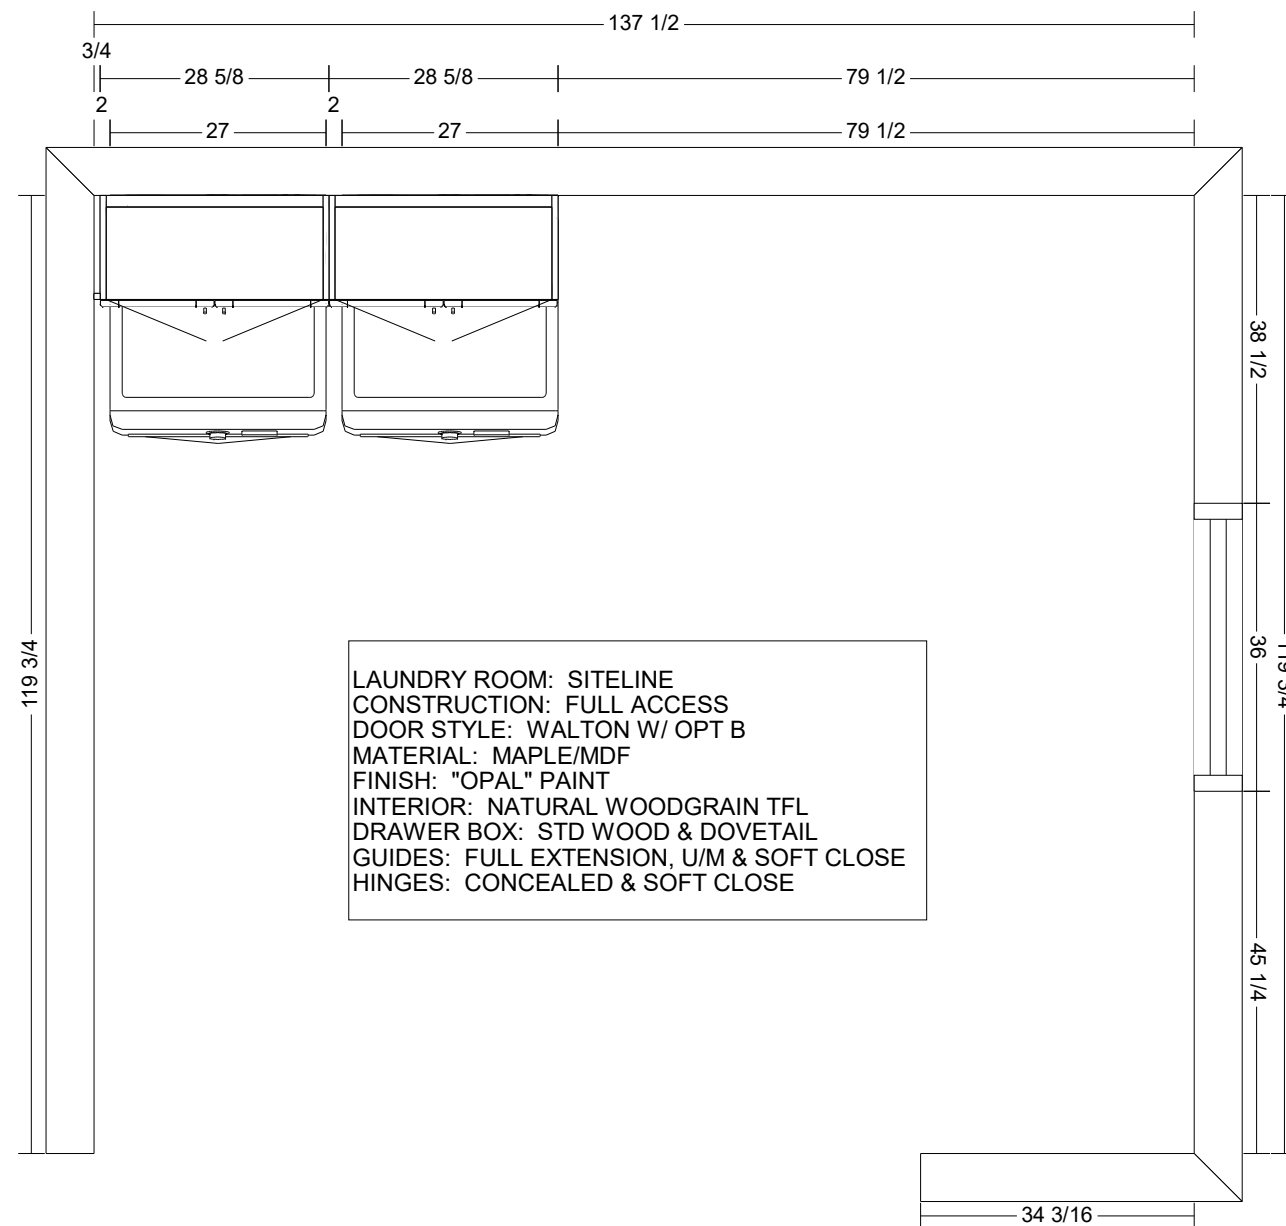 137 1/2
3/4
28 5/8
28 5/8
79 1/2
2
2
27
27
79 1/2
38 1/2
36
119 3/4
119 3/4
LAUNDRY ROOM: SITELINE
CONSTRUCTION: FULL ACCESS
DOOR STYLE: WALTON W/ OPT B
MATERIAL: MAPLE/MDF
FINISH: "OPAL" PAINT
INTERIOR: NATURAL WOODGRAIN TFL
DRAWER BOX: STD WOOD & DOVETAIL
GUIDES: FULL EXTENSION, U/M & SOFT CLOSE
HINGES: CONCEALED & SOFT CLOSE
45 1/4
34 3/16